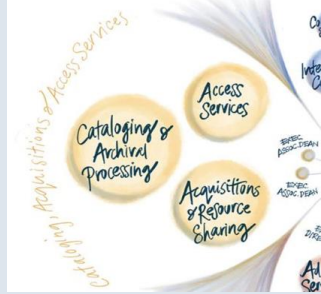 Cataloging, Acquisitions & Access Services
Access
Services
Cataloging &
Archival
Processing
Acquisitions
& Resource
Sharing
EXEC.
ASSOC. DEAN
EXEC.
ASSOC. DEAN